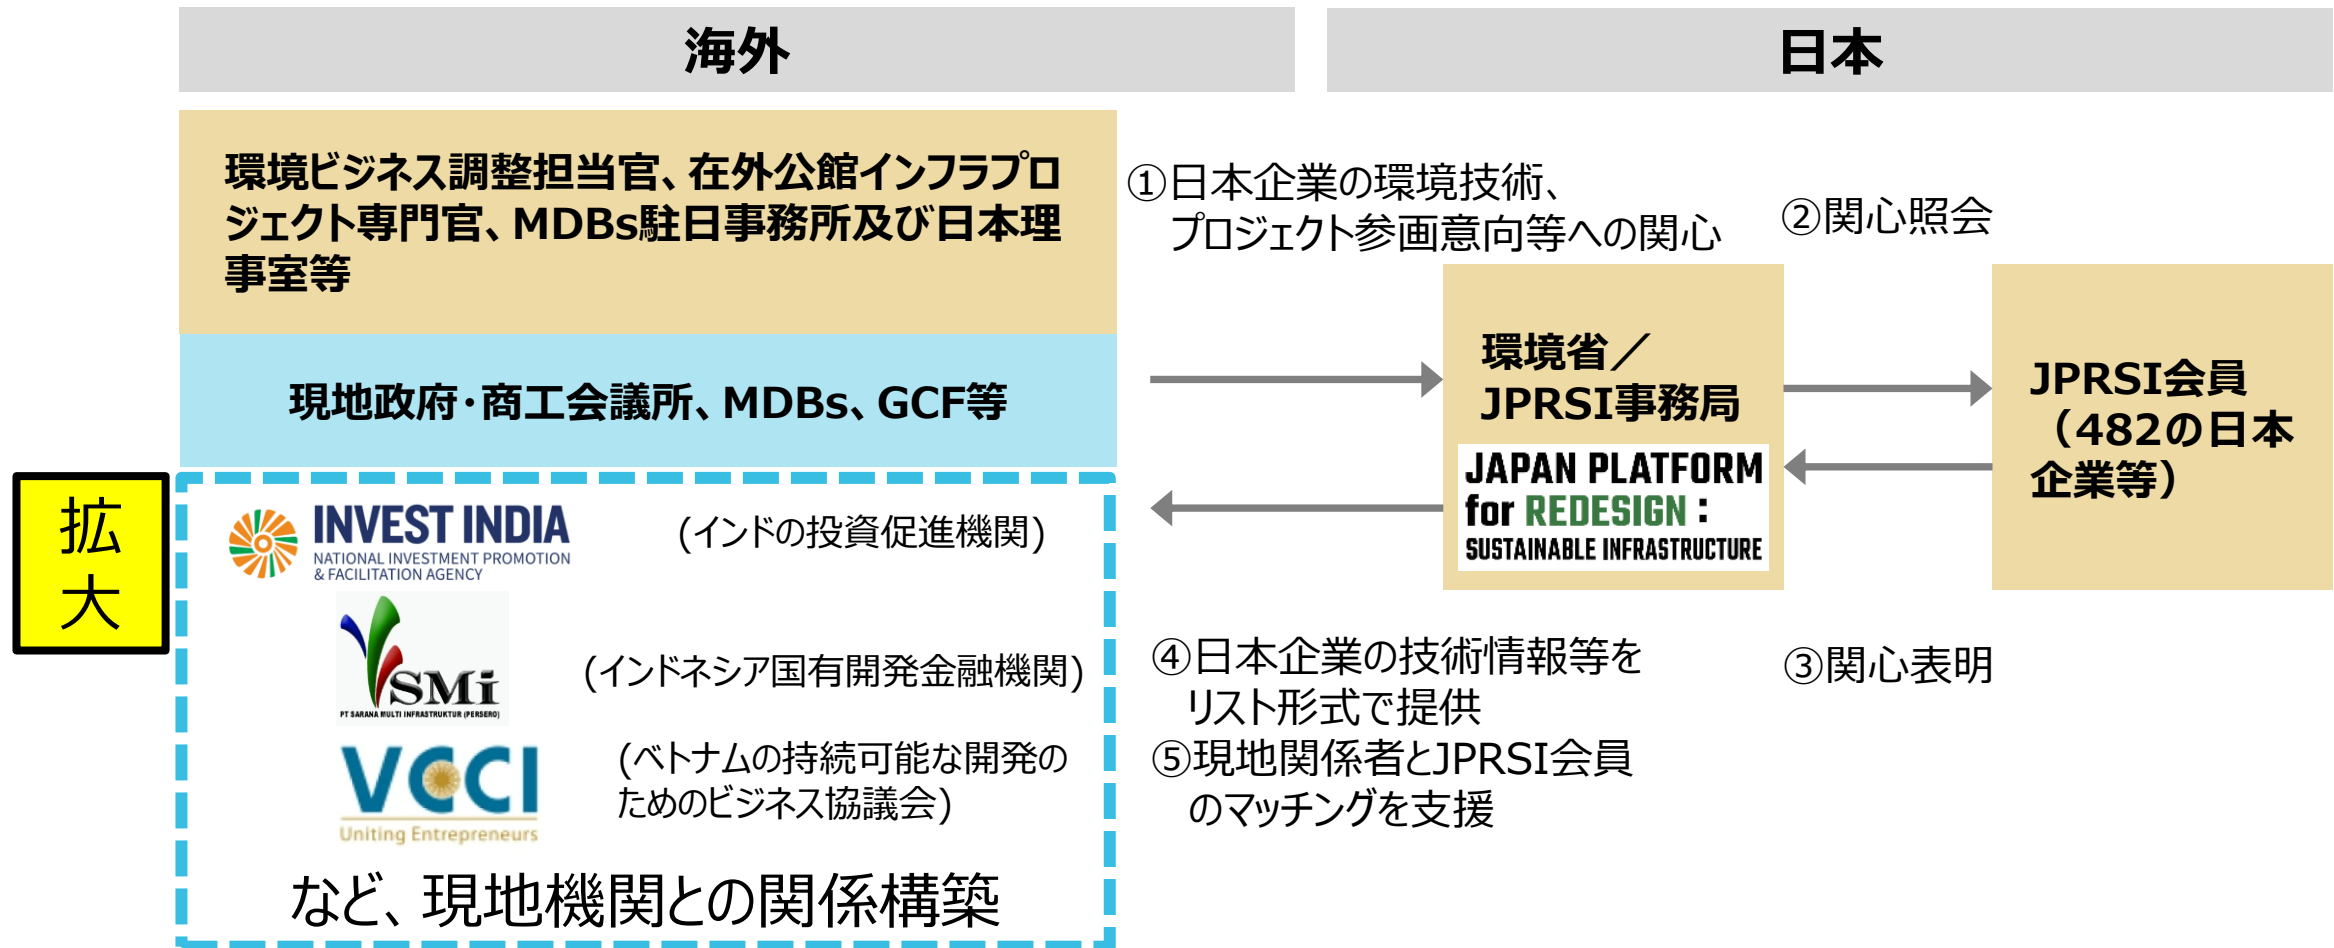 海外
日本
環境ビジネス調整担当官、在外公館インフラプロ
ジェクト専門官、MDBs駐日事務所及び日本理
事室等
現地政府・商工会議所、MDBs、GCF等
拡
大
INVEST INDIA
NATIONAL INVESTMENT PROMOTION
& FACILITATION AGENCY
(インドの投資促進機関)
SMi
PT SARANA MULTI INFRASTRUKTUR (PERSERO)
(インドネシア国有開発金融機関)
VCCI
Uniting Entrepreneurs
(ベトナムの持続可能な開発の
ためのビジネス協議会)
など、現地機関との関係構築
①日本企業の環境技術、
プロジェクト参画意向等への関心
②関心照会
環境省／
JPRSI事務局
JAPAN PLATFORM
for REDESIGN :
SUSTAINABLE INFRASTRUCTURE
JPRSI会員
（482の日本
企業等）
④日本企業の技術情報等を
リスト形式で提供
⑤現地関係者とJPRSI会員
のマッチングを支援
③関心表明